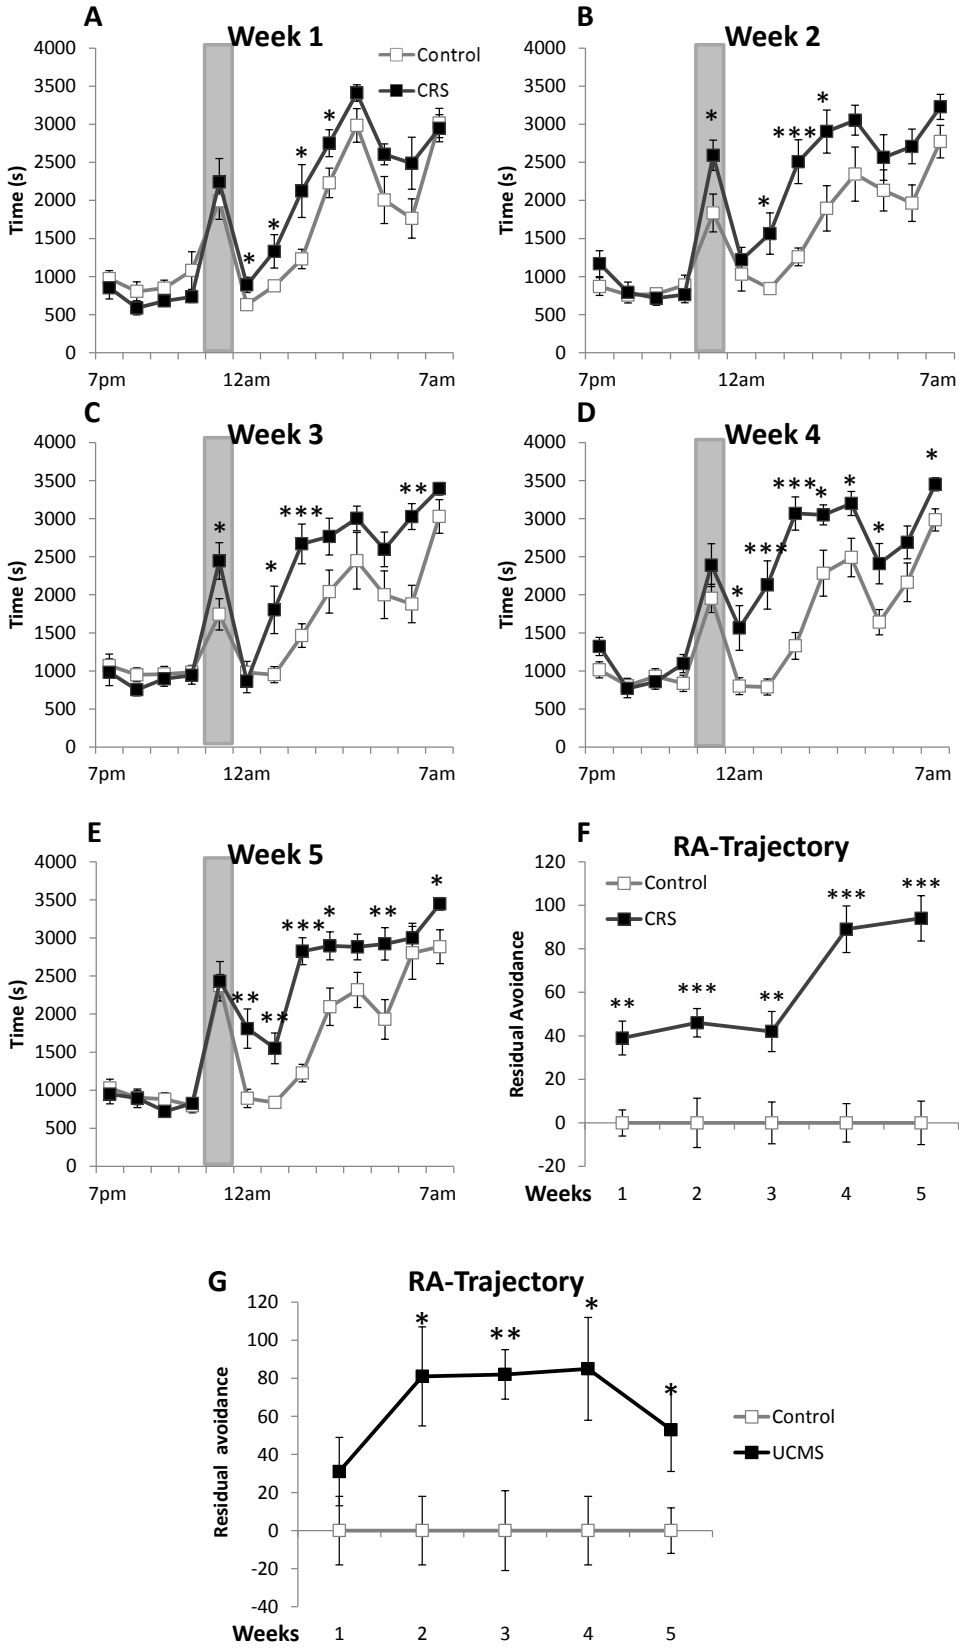 A
Week 1
4000
3500
3000
2500
2000
1500
1000
500
0
Time (s)
Control
CRS
*
*
*
*
7pm
12am
7am
B
Week 2
4000
3500
3000
2500
2000
1500
1000
500
0
Time (s)
*
*
***
*
7pm
12am
7am
C
Week 3
4000
3500
3000
2500
2000
1500
1000
500
0
Time (s)
*
*
***
**
7pm
12am
7am
D
Week 4
4000
3500
3000
2500
2000
1500
1000
500
0
Time (s)
*
***
***
*
*
*
*
7pm
12am
7am
E
Week 5
4000
3500
3000
2500
2000
1500
1000
500
0
Time (s)
**
**
***
*
**
*
7pm
12am
7am
F
RA-Trajectory
120
100
80
60
40
20
0
-20
Residual Avoidance
Control
CRS
**
***
**
***
***
Weeks 1 2 3 4 5
G
RA-Trajectory
120
100
80
60
40
20
0
-20
-40
Residual avoidance
*
**
*
*
Control
UCMS
Weeks 1 2 3 4 5